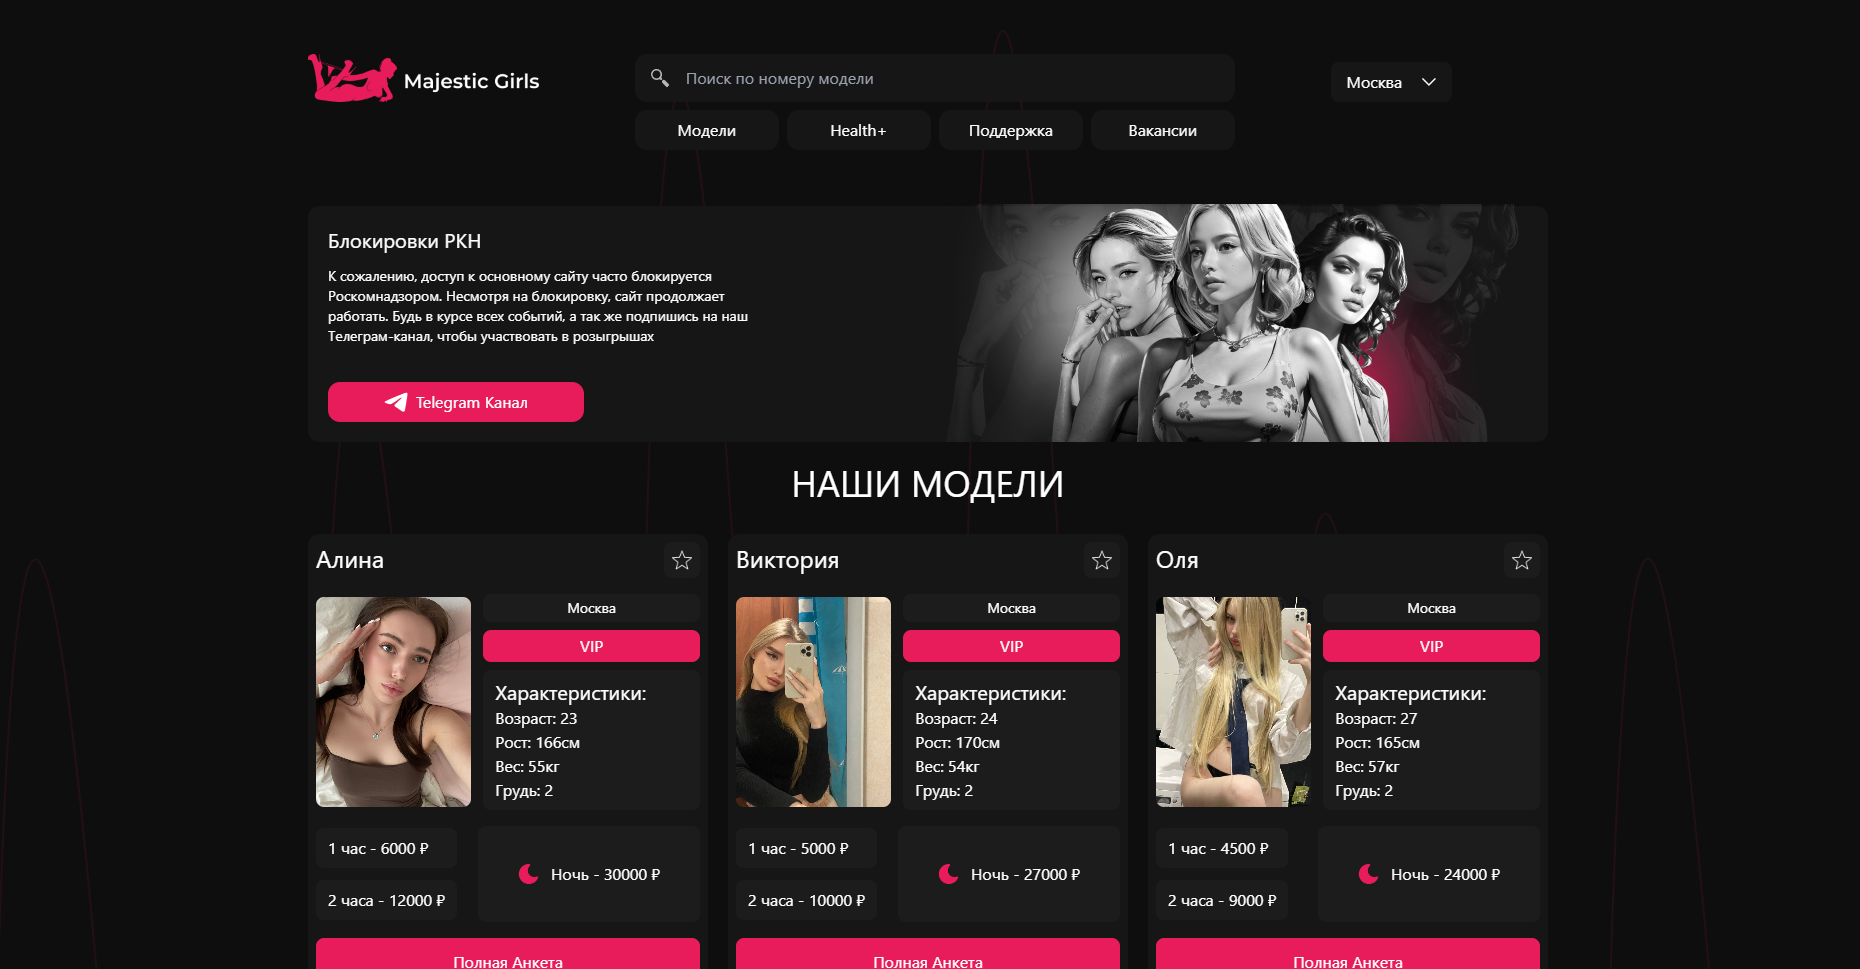 Majestic Girls
Поиск по номеру модели
Москва
Модели
Health+
Поддержка
Вакансии
Блокировки РКН
К сожалению, доступ к основному сайту часто блокируется
Роскомнадзором. Несмотря на блокировку, сайт продолжает
работать. Будь в курсе всех событий, а так же подпишись на наш
Телеграм-канал, чтобы участвовать в розыгрышах
Telegram Канал
НАШИ МОДЕЛИ
Алина
Москва
VIP
Характеристики:
Возраст: 23
Рост: 166см
Вес: 55кг
Грудь: 2
1 час - 6000 ₽
2 часа - 12000 ₽
Ночь - 30000 ₽
Полная Анкета
Виктория
Москва
VIP
Характеристики:
Возраст: 24
Рост: 170см
Вес: 54кг
Грудь: 2
1 час - 5000 ₽
2 часа - 10000 ₽
Ночь - 27000 ₽
Полная Анкета
Оля
Москва
VIP
Характеристики:
Возраст: 27
Рост: 165см
Вес: 57кг
Грудь: 2
1 час - 4500 ₽
2 часа - 9000 ₽
Ночь - 24000 ₽
Полная Анкета